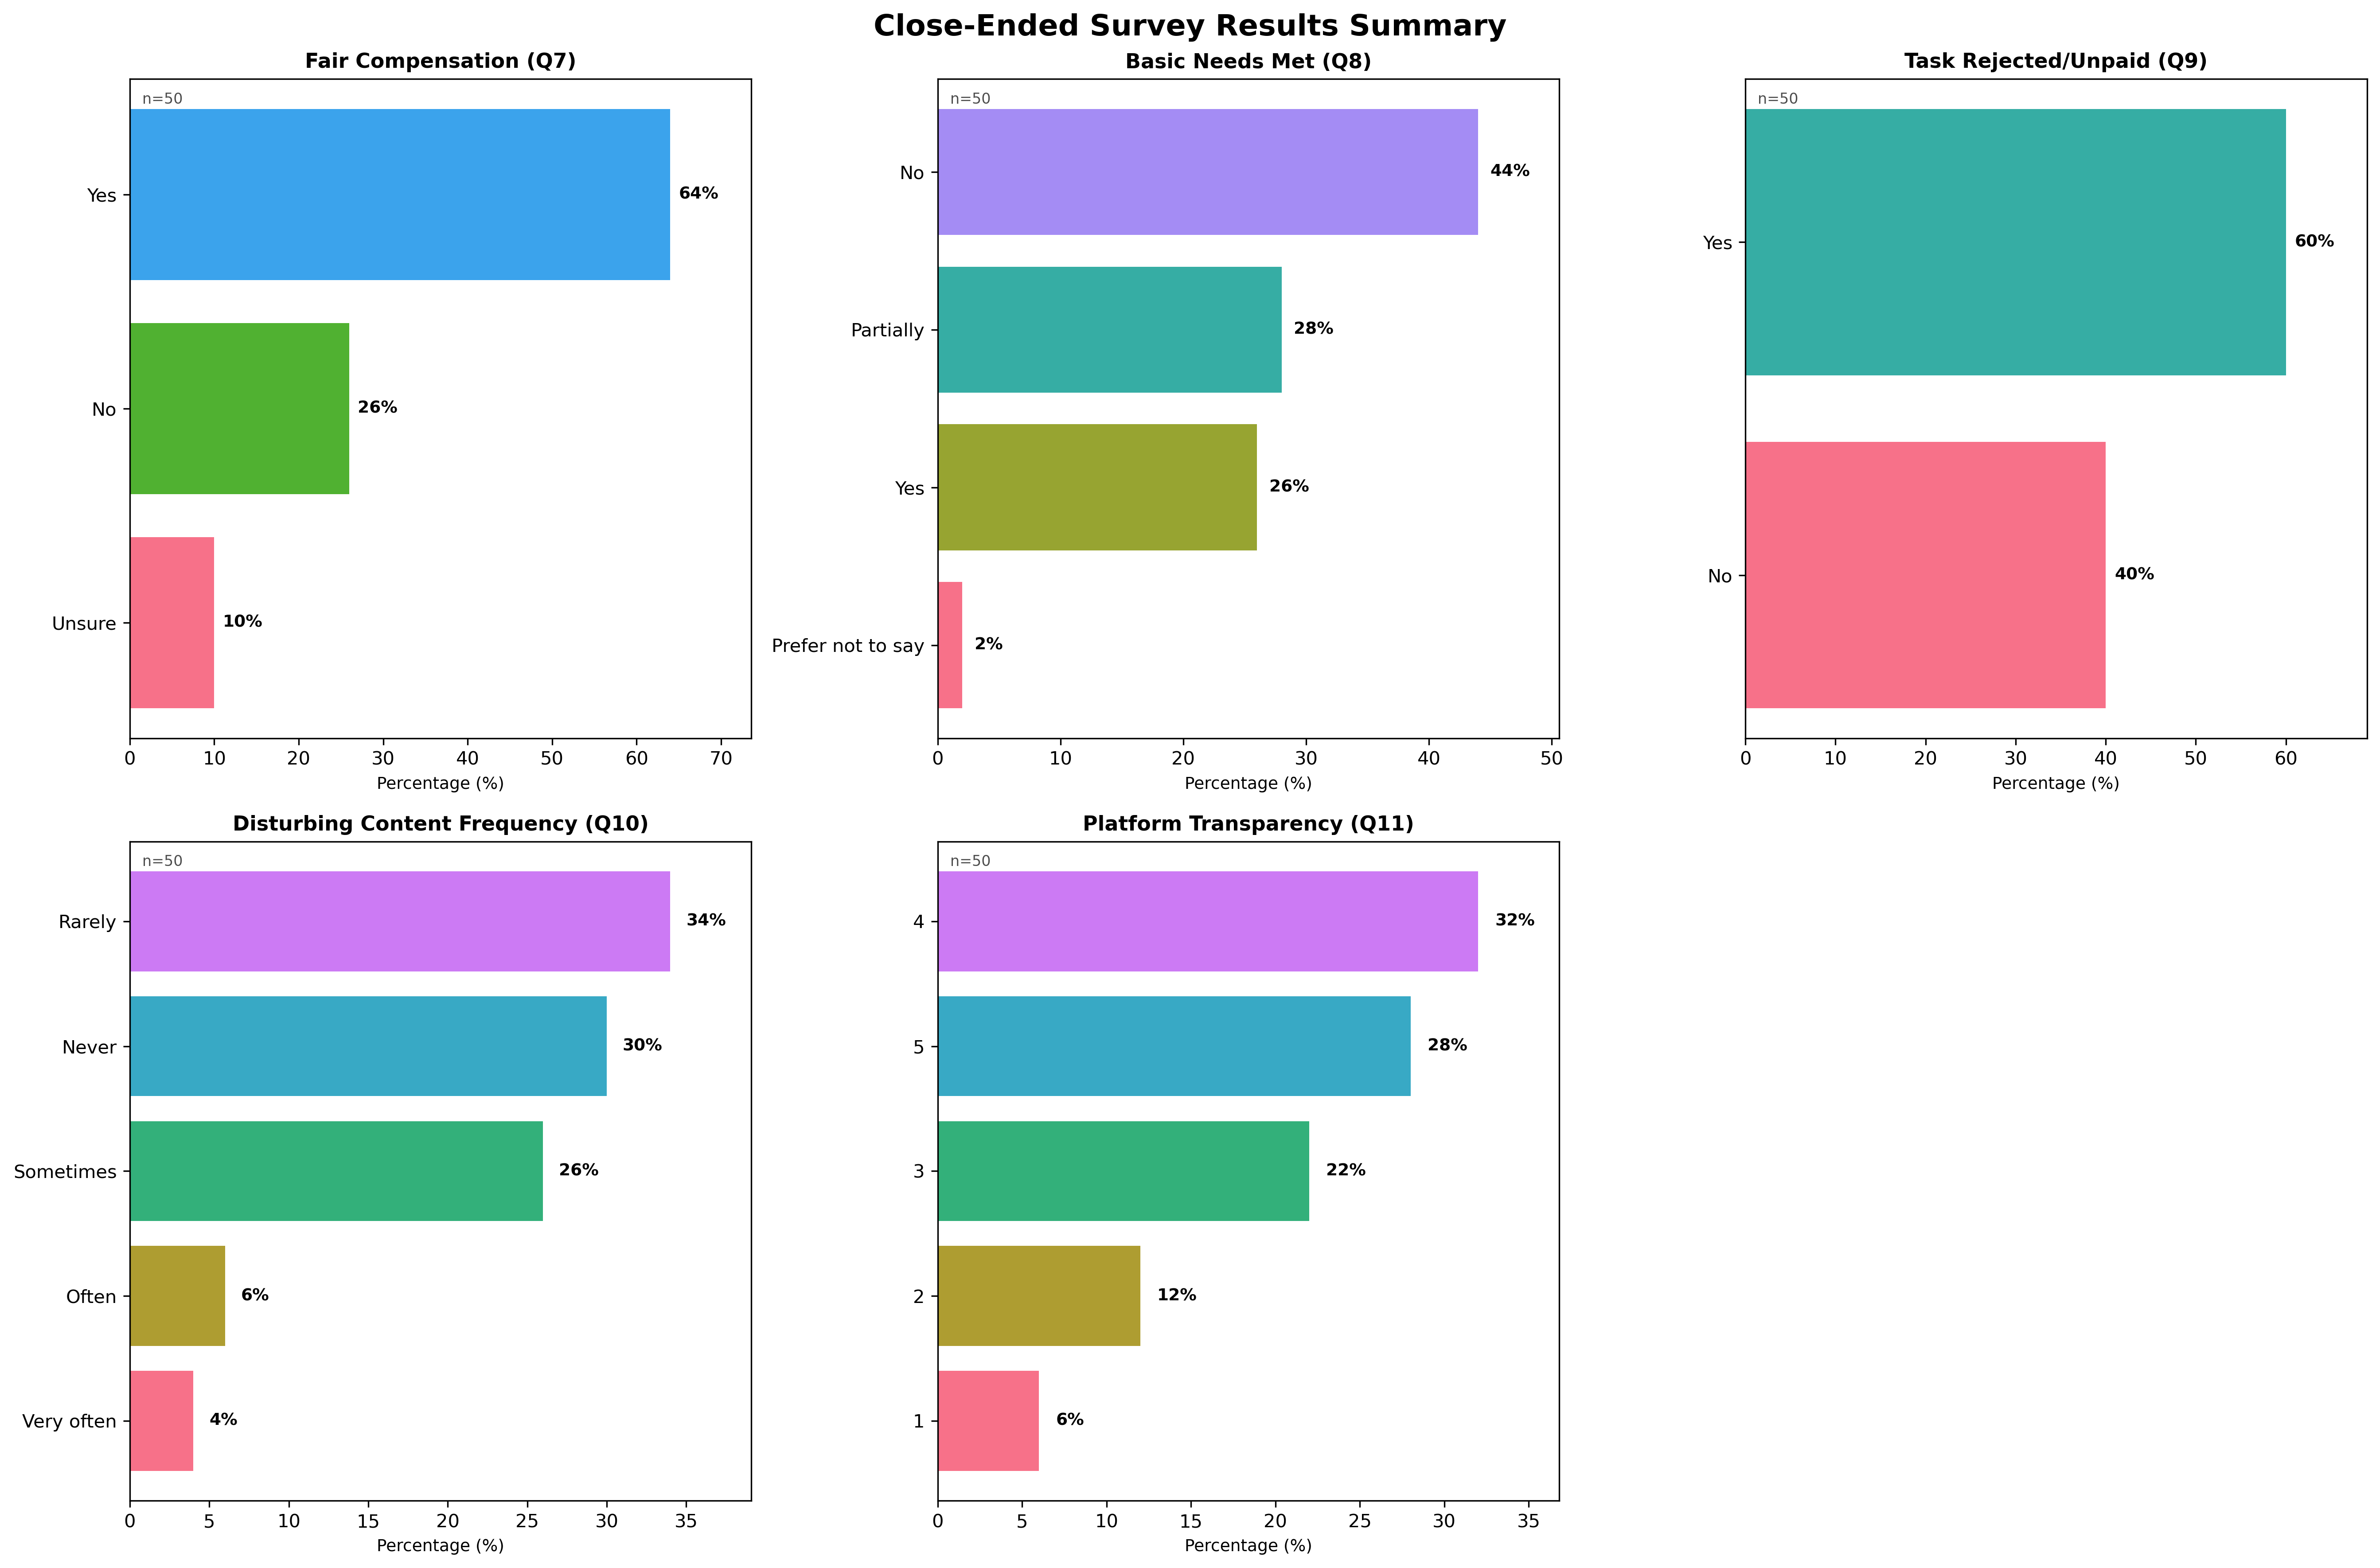 Close-Ended Survey Results Summary
Fair Compensation (Q7)
n=50
Yes
64%
No
26%
Unsure
10%
0 10 20 30 40 50 60 70
Percentage (%)
Basic Needs Met (Q8)
n=50
No
44%
Partially
28%
Yes
26%
Prefer not to say
2%
0 10 20 30 40 50
Percentage (%)
Task Rejected/Unpaid (Q9)
n=50
Yes
60%
No
40%
0 10 20 30 40 50 60
Percentage (%)
Disturbing Content Frequency (Q10)
n=50
Rarely
34%
Never
30%
Sometimes
26%
Often
6%
Very often
4%
0 5 10 15 20 25 30 35
Percentage (%)
Platform Transparency (Q11)
n=50
4
32%
5
28%
3
22%
2
12%
1
6%
0 5 10 15 20 25 30 35
Percentage (%)